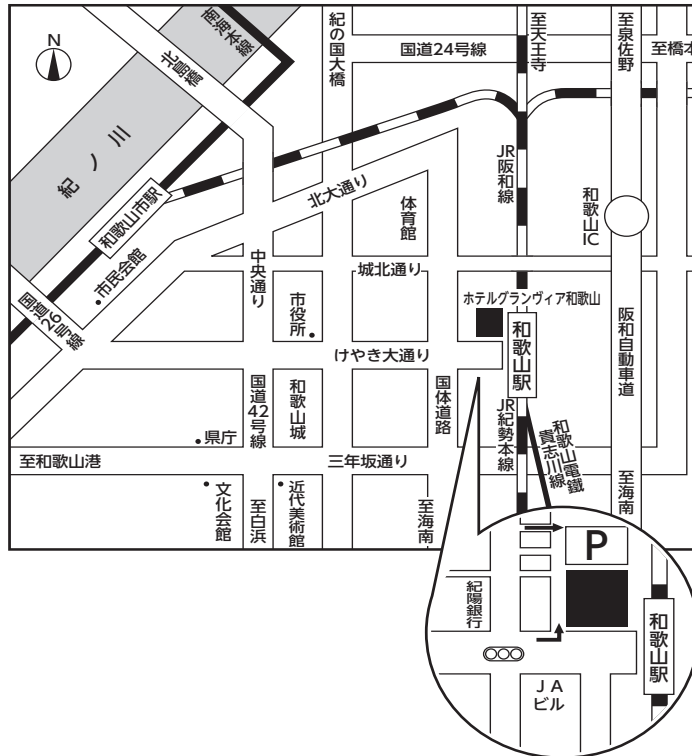 N
南海本線
紀の国大橋
国道24号線
至天王寺
至泉佐野
至橋本
北島橋
紀ノ川
和歌山市駅
市民会館
国道26号線
北大通り
体育館
JR阪和線
和歌山IC
中央通り
城北通り
市役所
ホテルグランヴィア和歌山
和歌山駅
阪和自動車道
けやき大通り
国道42号線
和歌山城
国体道路
県庁
JR紀勢本線
和歌山電鐵
貴志川線
至和歌山港
三年坂通り
文化会館
至白浜
近代美術館
至海南
至海南
P
紀陽銀行
和歌山駅
JA
ビル